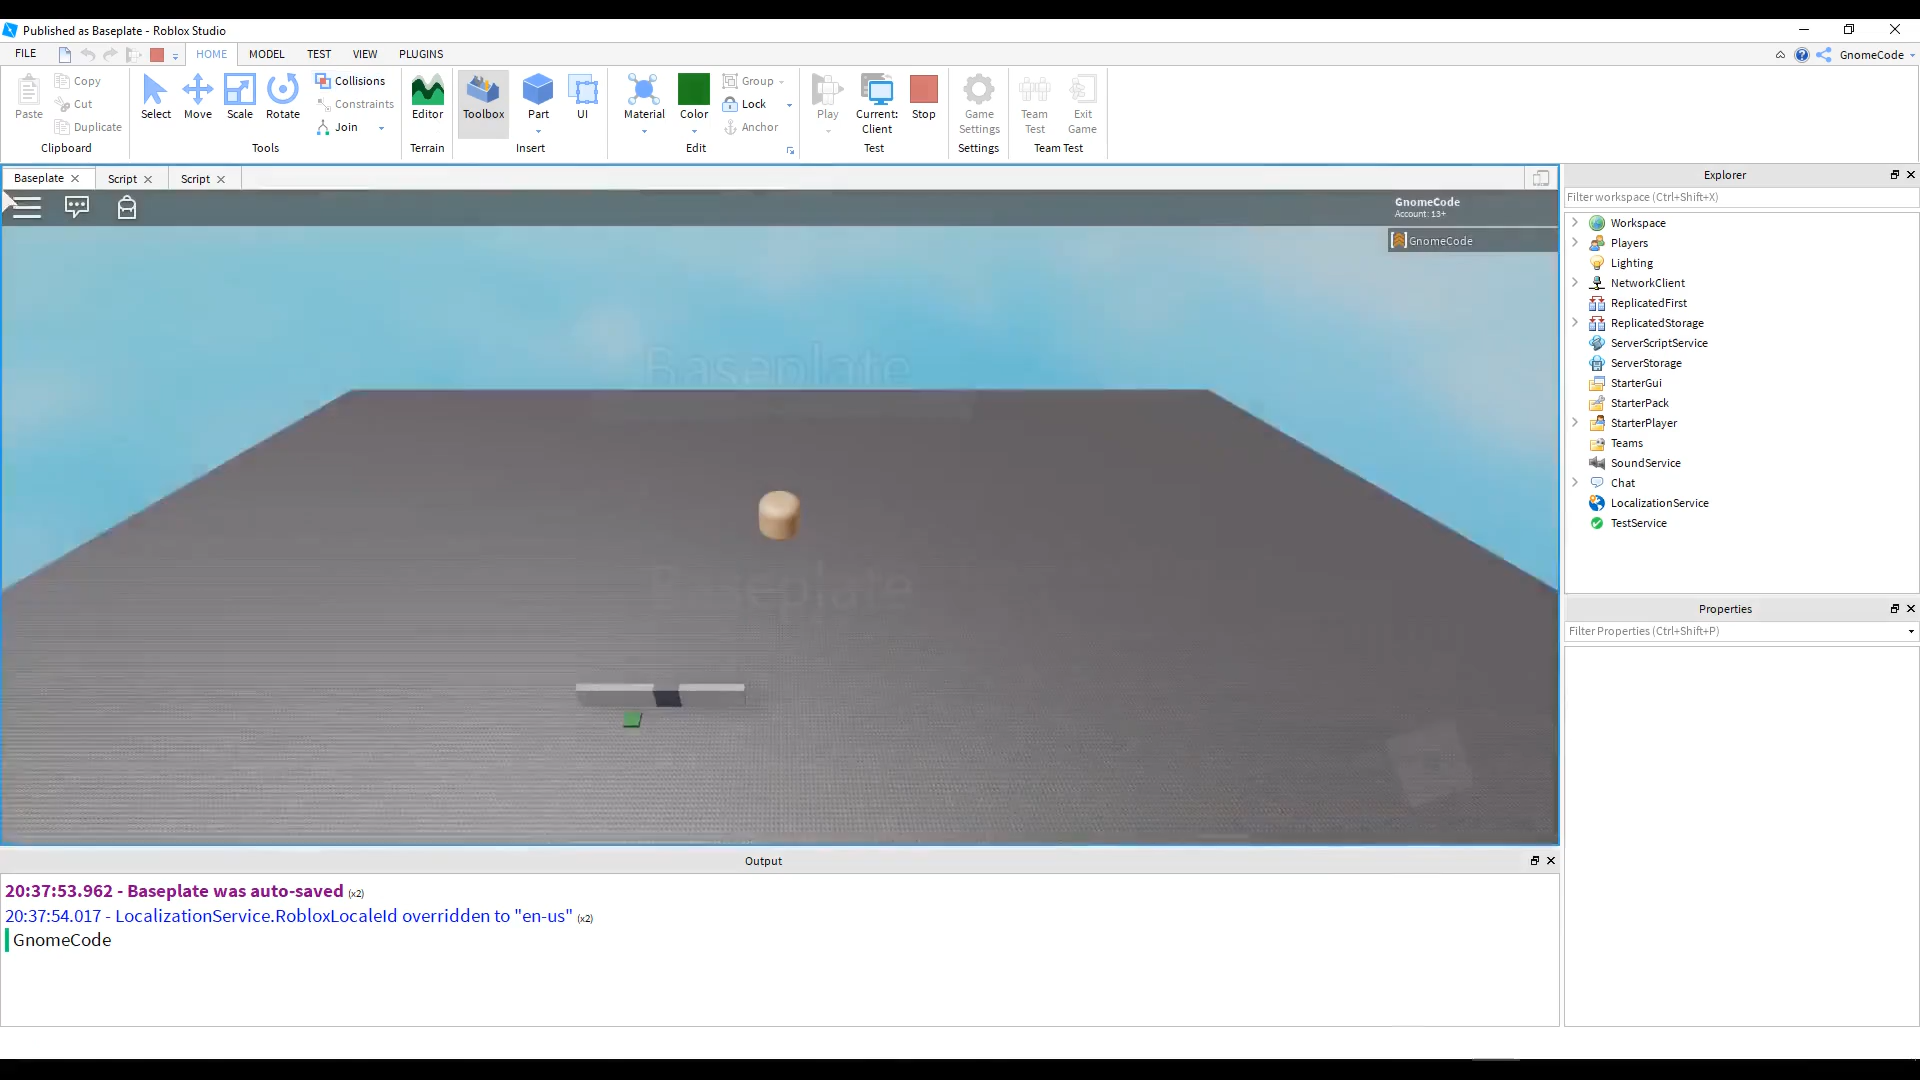 Published as Baseplate - Roblox Studio
FILE HOME MODEL TEST VIEW PLUGINS GnomeCode
Paste Copy Cut Duplicate Clipboard
Select Move Scale Rotate Collisions Constraints Join Tools
Editor Terrain
Toolbox Part UI Insert
Material Color Group Lock Anchor Edit
Play Current: Client Stop Test
Game Settings Settings
Team Test Exit Game Team Test
Baseplate Script Script
GnomeCode
Account: 13+
GnomeCode
Baseplate
Baseplate
Explorer
Filter workspace (Ctrl+Shift+X)
Workspace
Players
Lighting
NetworkClient
ReplicatedFirst
ReplicatedStorage
ServerScriptService
ServerStorage
StarterGui
StarterPack
StarterPlayer
Teams
SoundService
Chat
LocalizationService
TestService
Properties
Filter Properties (Ctrl+Shift+P)
Output
20:37:53.962 - Baseplate was auto-saved (x2)
20:37:54.017 - LocalizationService.RobloxLocaleId overridden to "en-us" (x2)
GnomeCode